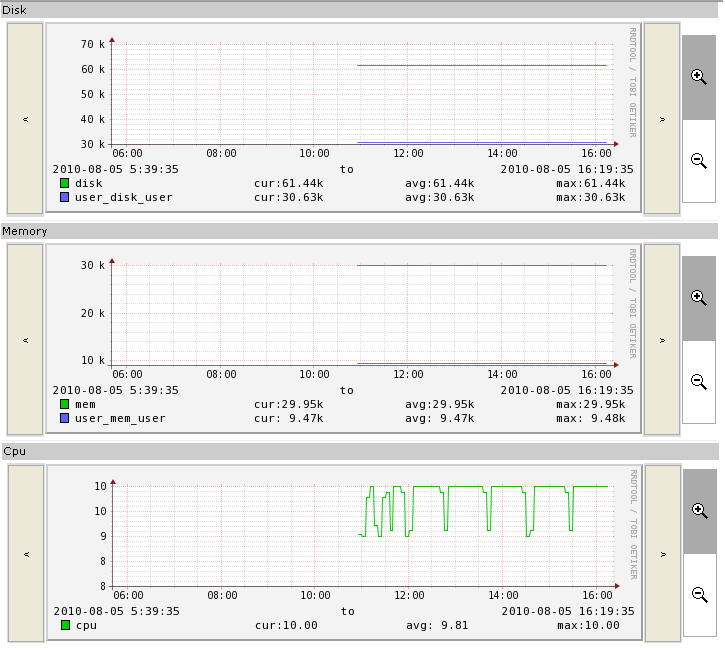 Disk
70 k
60 k
50 k
40 k
30 k
06:00 08:00 10:00 12:00 14:00 16:00
RRDTOOL / TOBI OETIKER
«
»
2010-08-05 5:39:35 to 2010-08-05 16:19:35
disk cur:61.44k avg:61.44k max:61.44k
user_disk_user cur:30.63k avg:30.63k max:30.63k
Memory
30 k
20 k
10 k
06:00 08:00 10:00 12:00 14:00 16:00
RRDTOOL / TOBI OETIKER
«
»
2010-08-05 5:39:35 to 2010-08-05 16:19:35
mem cur:29.95k avg:29.95k max:29.95k
user_mem_user cur: 9.47k avg: 9.47k max: 9.48k
Cpu
10
10
9
8
8
06:00 08:00 10:00 12:00 14:00 16:00
RRDTOOL / TOBI OETIKER
«
»
2010-08-05 5:39:35 to 2010-08-05 16:19:35
cpu cur:10.00 avg: 9.81 max:10.00